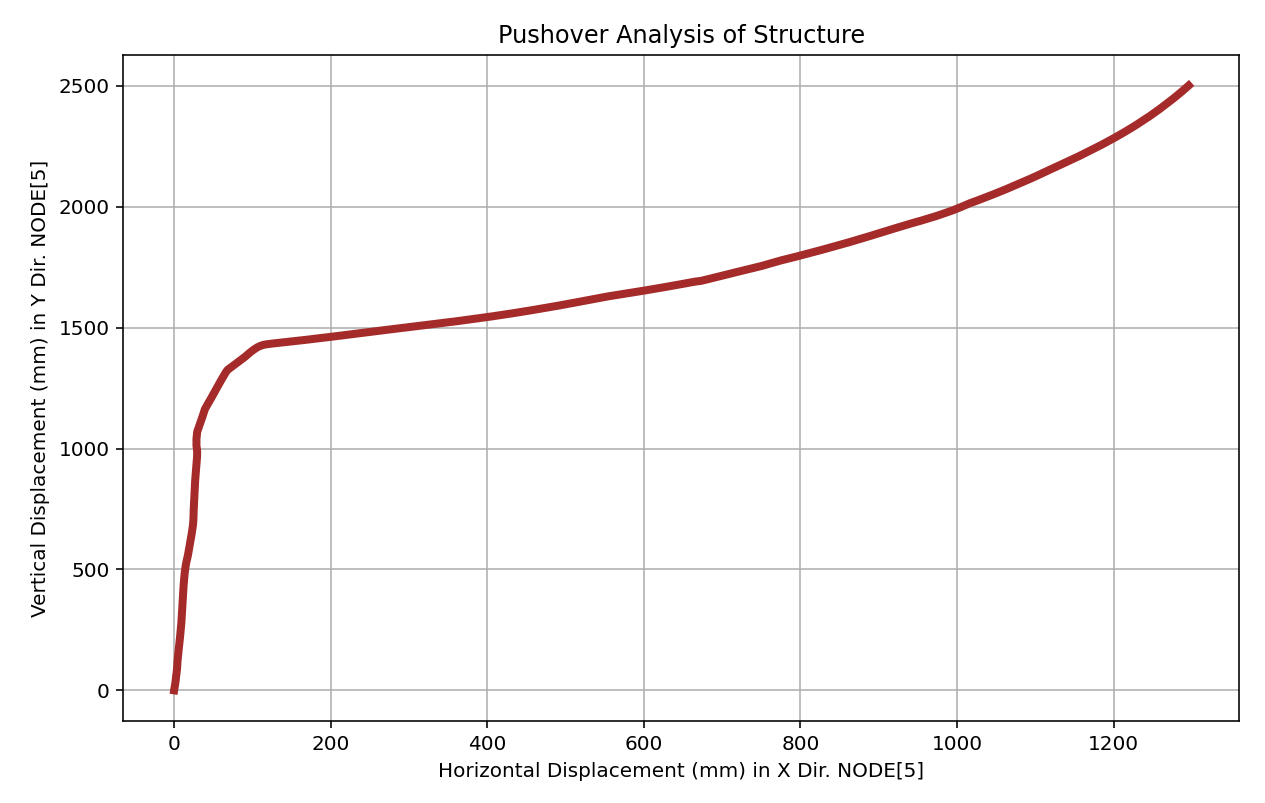 Pushover Analysis of Structure
Vertical Displacement (mm) in Y Dir. NODE[5]
2500
2000
1500
1000
500
0
0 200 400 600 800 1000 1200
Horizontal Displacement (mm) in X Dir. NODE[5]